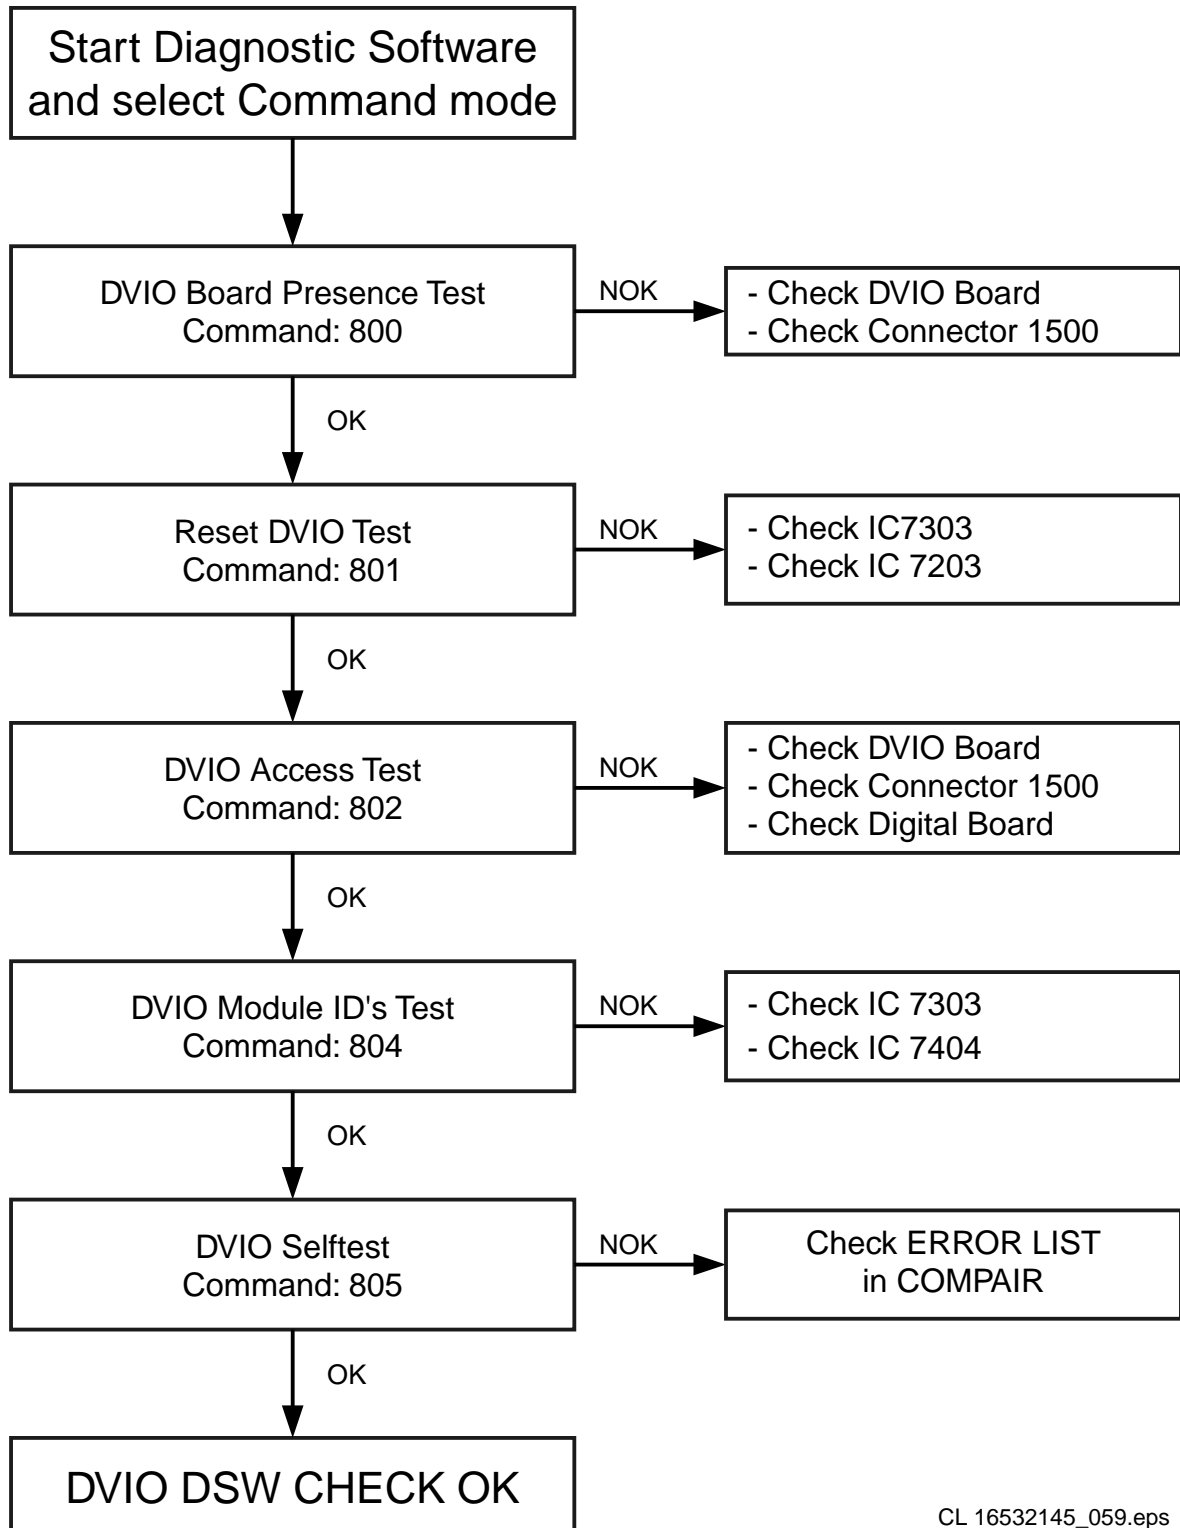 Start Diagnostic Software
and select Command mode
DVIO Board Presence Test
Command: 800
NOK
- Check DVIO Board
- Check Connector 1500
OK
Reset DVIO Test
Command: 801
NOK
- Check IC7303
- Check IC 7203
OK
DVIO Access Test
Command: 802
NOK
- Check DVIO Board
- Check Connector 1500
- Check Digital Board
OK
DVIO Module ID's Test
Command: 804
NOK
- Check IC 7303
- Check IC 7404
OK
DVIO Selftest
Command: 805
NOK
Check ERROR LIST
in COMPAIR
OK
DVIO DSW CHECK OK
CL 16532145_059.eps